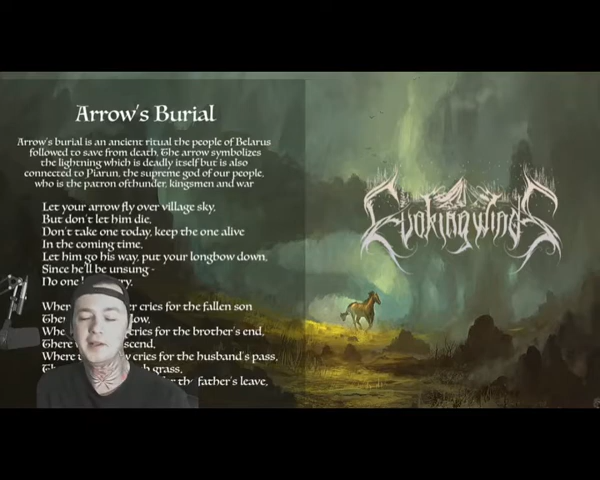 Arrow's Burial
Arrow's burial is an ancient ritual the people of Belarus
followed to save from death. The arrow symbolizes
the lightning which is deadly itself but is also
connected to Piarun, the supreme god of our people,
who is the patron ofthunder, kingsmen and war
Let your arrow fly over village sky,
But don't let him die,
Don't take one today, keep the one alive
In the coming time,
Let him go his way, put your longbow down,
Since he'll be unsung -
No one
cries for the fallen son
cries for the brother's end,
cries for the husband's pass,
grass,
father's leave,
Evoking Winds